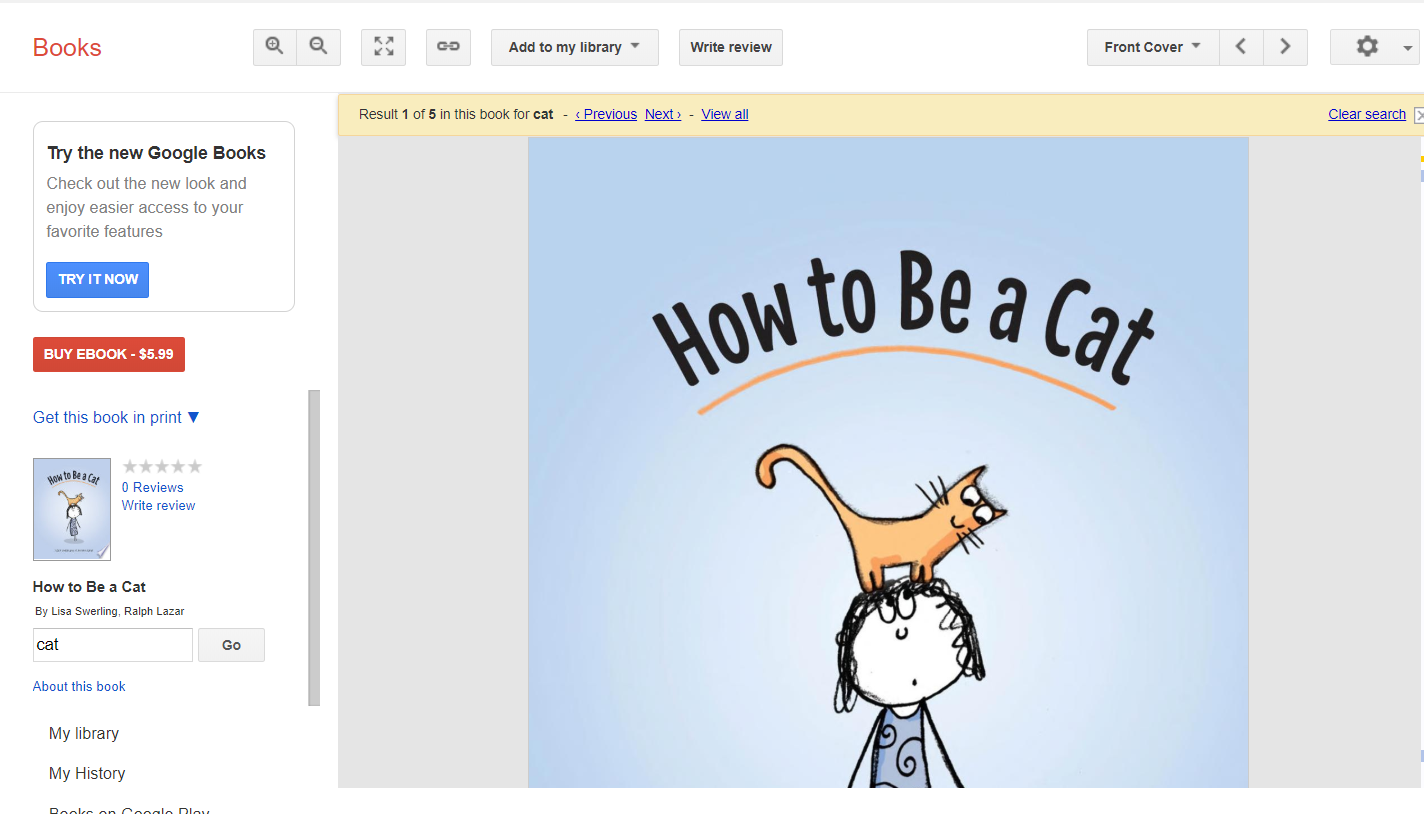 Books
Add to my library
Write review
Front Cover
Result 1 of 5 in this book for cat - ‹ Previous Next › - View all
Clear search
Try the new Google Books
Check out the new look and
enjoy easier access to your
favorite features
TRY IT NOW
BUY EBOOK - $5.99
Get this book in print ▼
How to Be a Cat
0 Reviews
Write review
How to Be a Cat
By Lisa Swerling, Ralph Lazar
cat
Go
About this book
My library
My History
Books on Google Play
How to Be a Cat